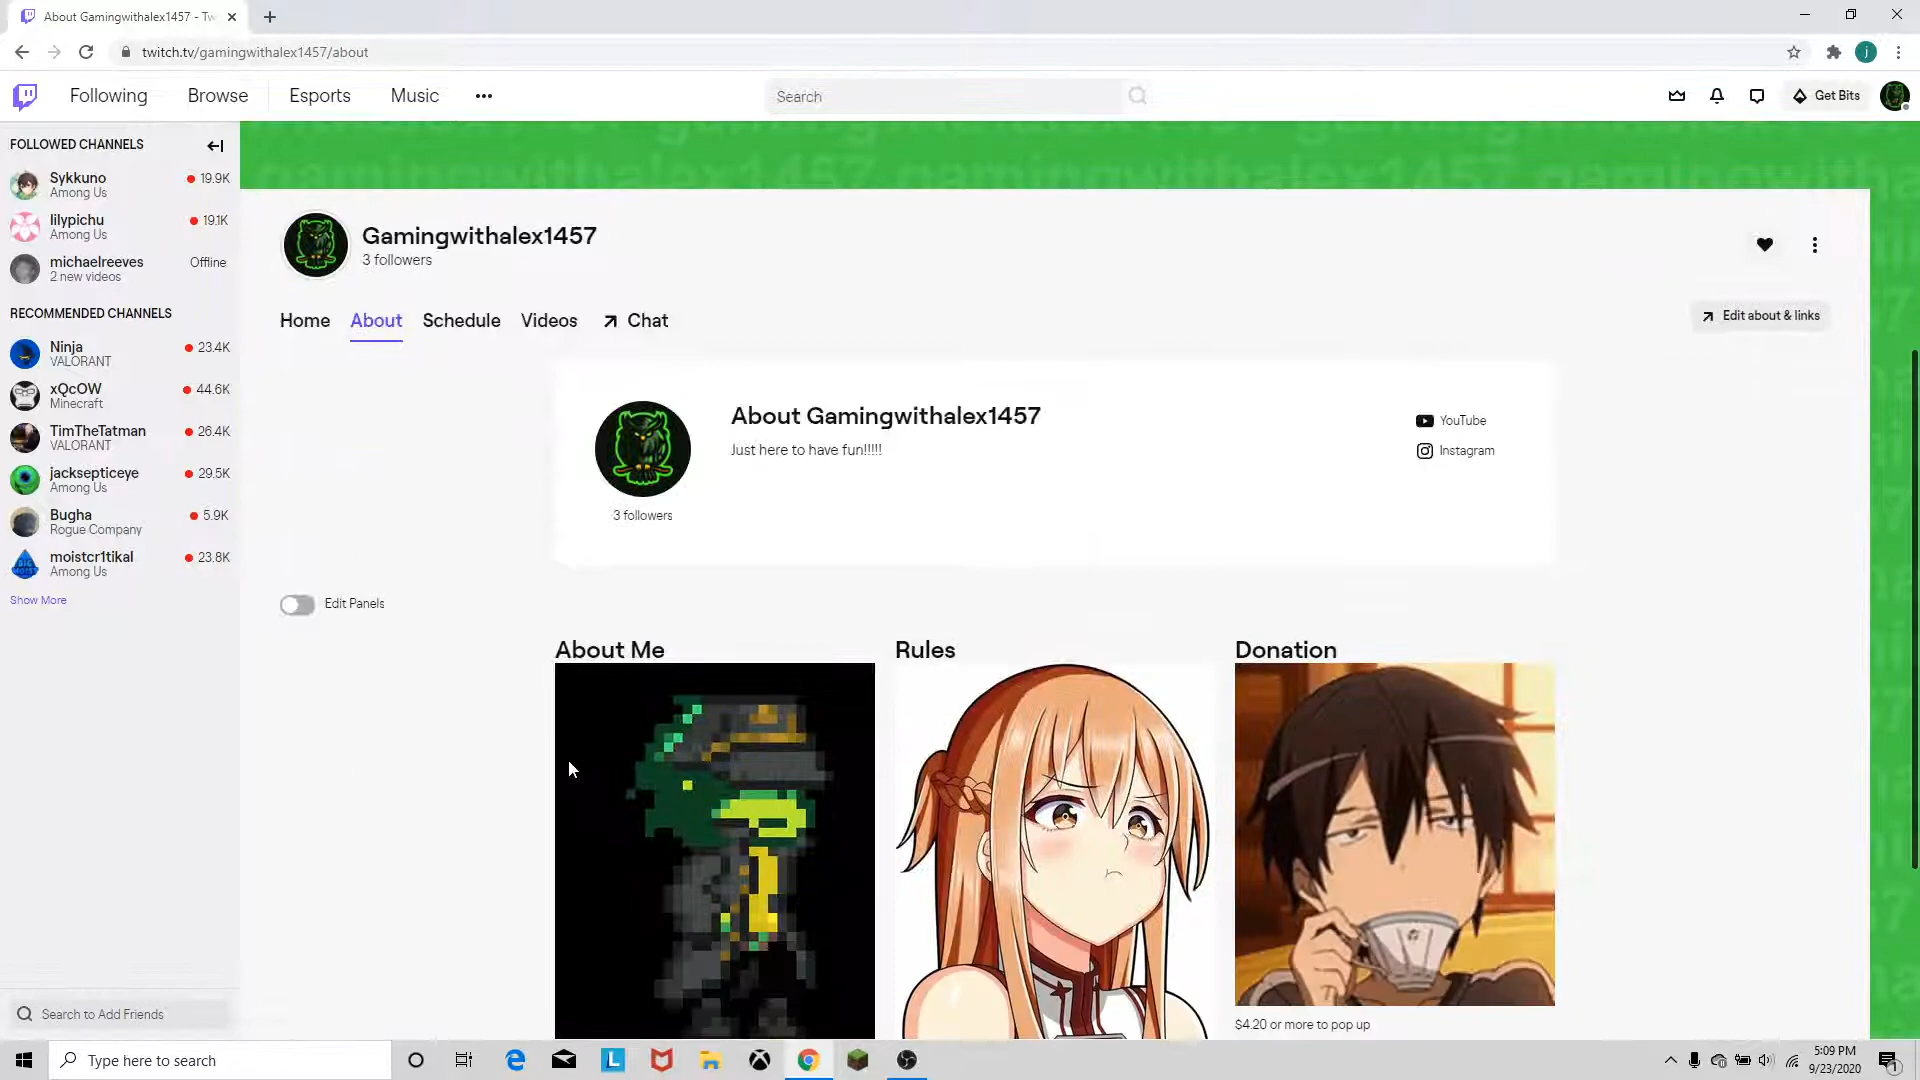 About Gamingwithalex1457 - Tw
twitch.tv/gamingwithalex1457/about
j
Following Browse Esports Music
Search
Get Bits
FOLLOWED CHANNELS
Sykkuno 19.9K
Among Us
lilypichu 19.1K
Among Us
michaelreeves Offline
2 new videos
RECOMMENDED CHANNELS
Ninja 23.4K
VALORANT
xQcOW 44.6K
Minecraft
TimTheTatman 26.4K
VALORANT
jacksepticeye 29.5K
Among Us
Bugha 5.9K
Rogue Company
moistcr1tikal 23.8K
Among Us
Show More
Search to Add Friends
gamingwithalex1457 gamingwithalex1457
Gamingwithalex1457
3 followers
Home About Schedule Videos Chat
Edit about & links
About Gamingwithalex1457
Just here to have fun!!!!!
3 followers
YouTube
Instagram
Edit Panels
About Me Rules Donation
$4.20 or more to pop up
Type here to search
5:09 PM
9/23/2020